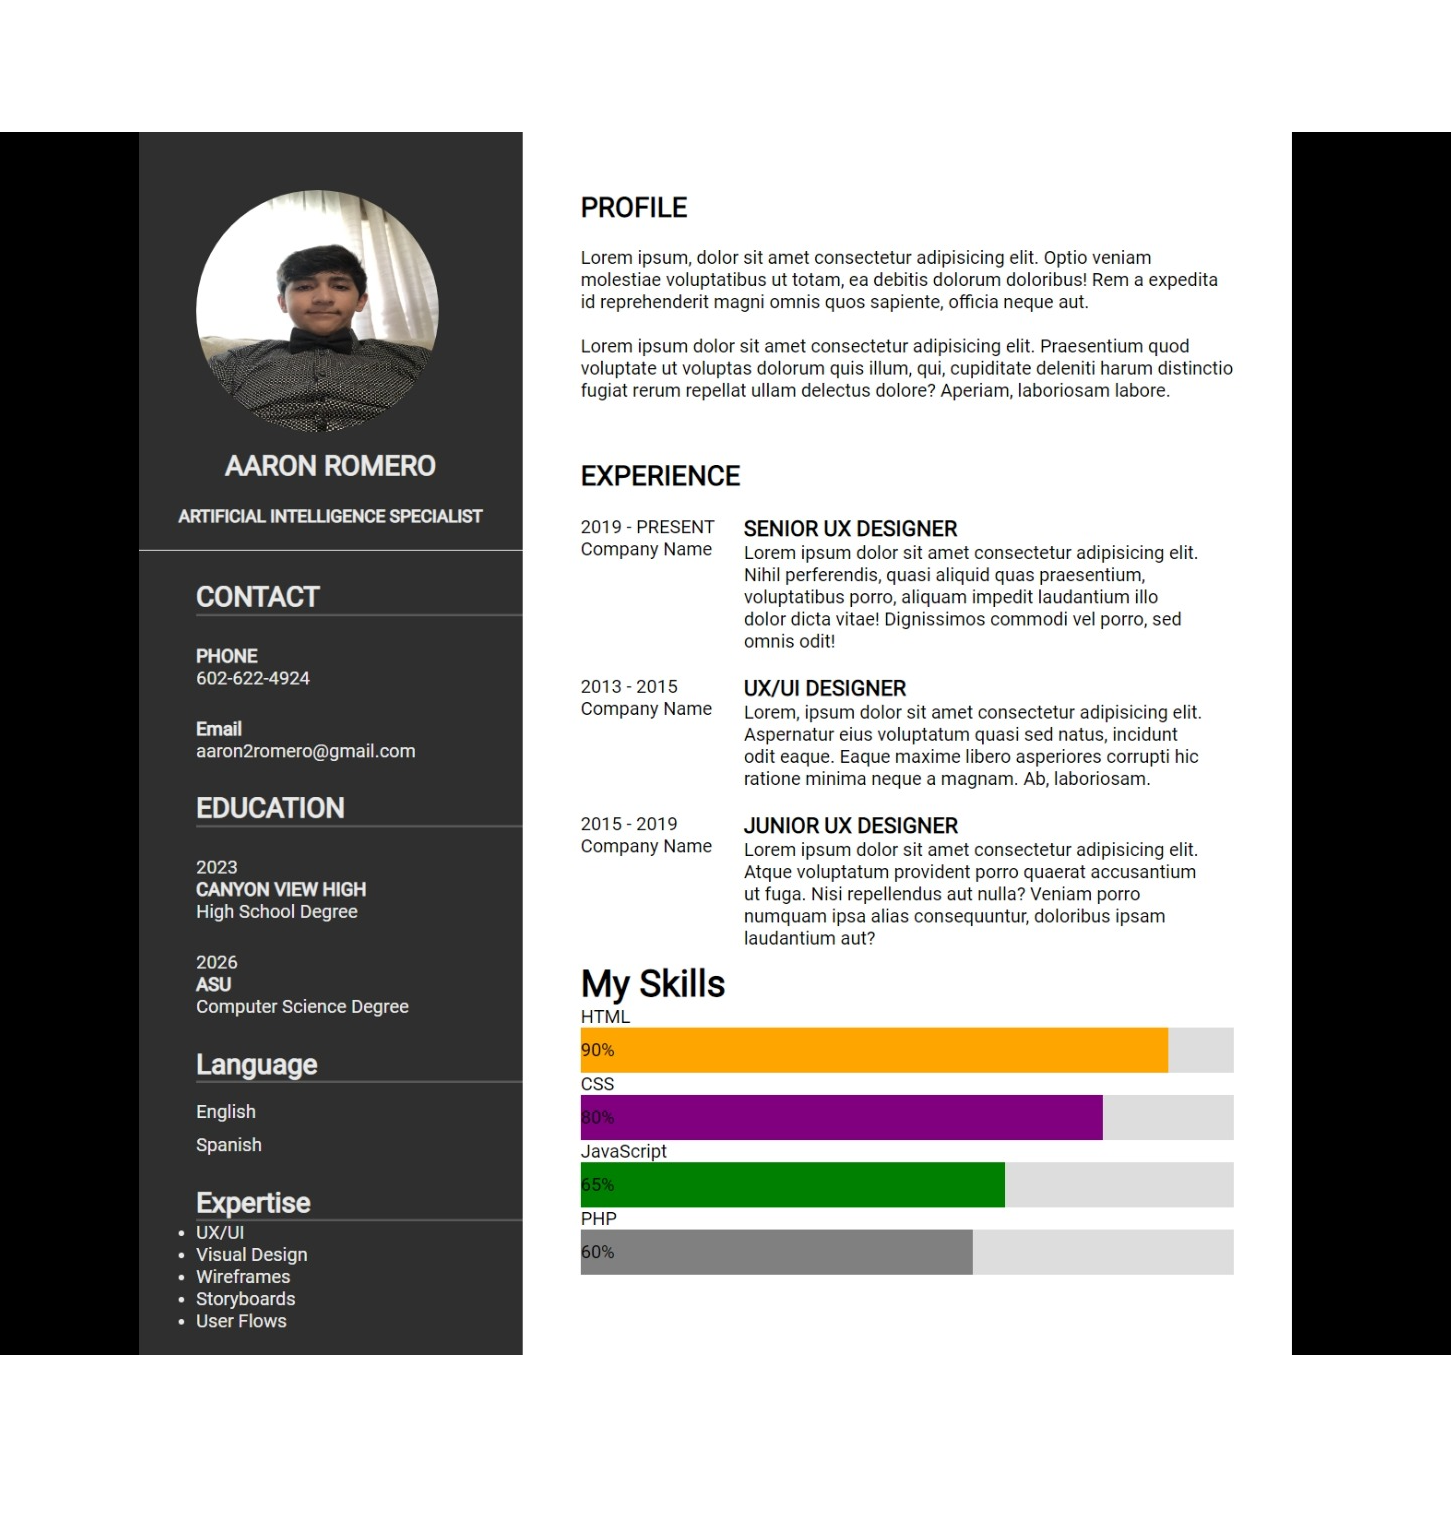 AARON ROMERO
ARTIFICIAL INTELLIGENCE SPECIALIST
CONTACT
PHONE
602-622-4924
Email
aaron2romero@gmail.com
EDUCATION
2023
CANYON VIEW HIGH
High School Degree
2026
ASU
Computer Science Degree
Language
English
Spanish
Expertise
• UX/UI
• Visual Design
• Wireframes
• Storyboards
• User Flows
PROFILE
Lorem ipsum, dolor sit amet consectetur adipisicing elit. Optio veniam
molestiae voluptatibus ut totam, ea debitis dolorum doloribus! Rem a expedita
id reprehenderit magni omnis quos sapiente, officia neque aut.
Lorem ipsum dolor sit amet consectetur adipisicing elit. Praesentium quod
voluptate ut voluptas dolorum quis illum, qui, cupiditate deleniti harum distinctio
fugiat rerum repellat ullam delectus dolore? Aperiam, laboriosam labore.
EXPERIENCE
2019 - PRESENT
Company Name
SENIOR UX DESIGNER
Lorem ipsum dolor sit amet consectetur adipisicing elit.
Nihil perferendis, quasi aliquid quas praesentium,
voluptatibus porro, aliquam impedit laudantium illo
dolor dicta vitae! Dignissimos commodi vel porro, sed
omnis odit!
2013 - 2015
Company Name
UX/UI DESIGNER
Lorem, ipsum dolor sit amet consectetur adipisicing elit.
Aspernatur eius voluptatum quasi sed natus, incidunt
odit eaque. Eaque maxime libero asperiores corrupti hic
ratione minima neque a magnam. Ab, laboriosam.
2015 - 2019
Company Name
JUNIOR UX DESIGNER
Lorem ipsum dolor sit amet consectetur adipisicing elit.
Atque voluptatum provident porro quaerat accusantium
ut fuga. Nisi repellendus aut nulla? Veniam porro
numquam ipsa alias consequuntur, doloribus ipsam
laudantium aut?
My Skills
HTML
90%
CSS
80%
JavaScript
65%
PHP
60%